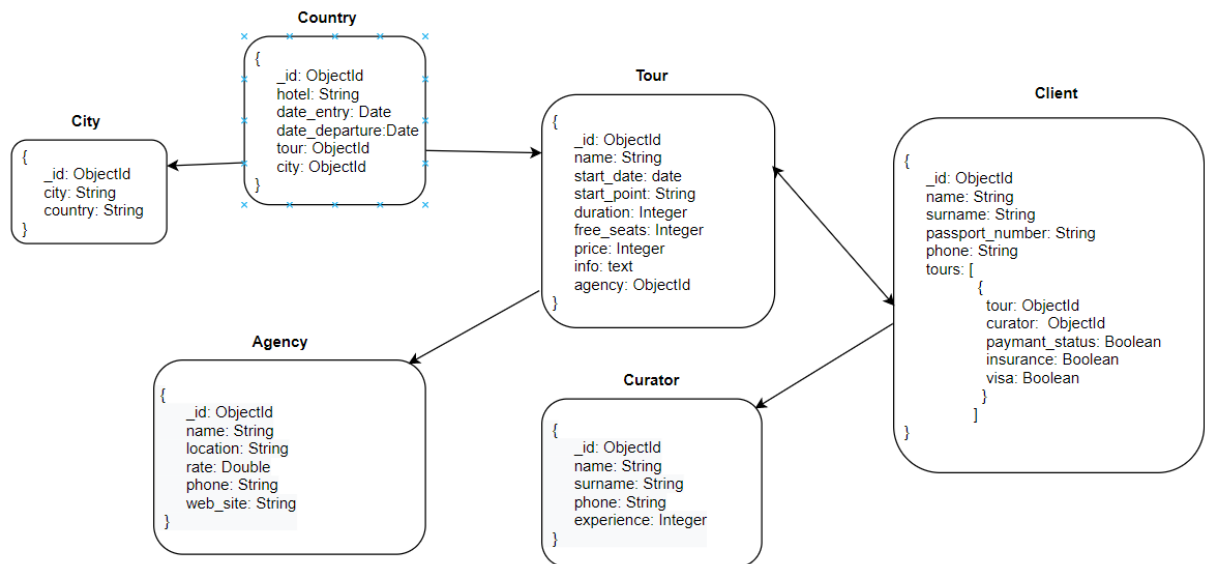 Country
{
_id: ObjectId
hotel: String
date_entry: Date
date_departure:Date
tour: ObjectId
city: ObjectId
}
City
{
_id: ObjectId
city: String
country: String
}
Tour
{
_id: ObjectId
name: String
start_date: date
start_point: String
duration: Integer
free_seats: Integer
price: Integer
info: text
agency: ObjectId
}
Client
{
_id: ObjectId
name: String
surname: String
passport_number: String
phone: String
tours: [
{
tour: ObjectId
curator:  ObjectId
paymant_status: Boolean
insurance: Boolean
visa: Boolean
}
]
}
Agency
{
_id: ObjectId
name: String
location: String
rate: Double
phone: String
web_site: String
}
Curator
{
_id: ObjectId
name: String
surname: String
phone: String
experience: Integer
}